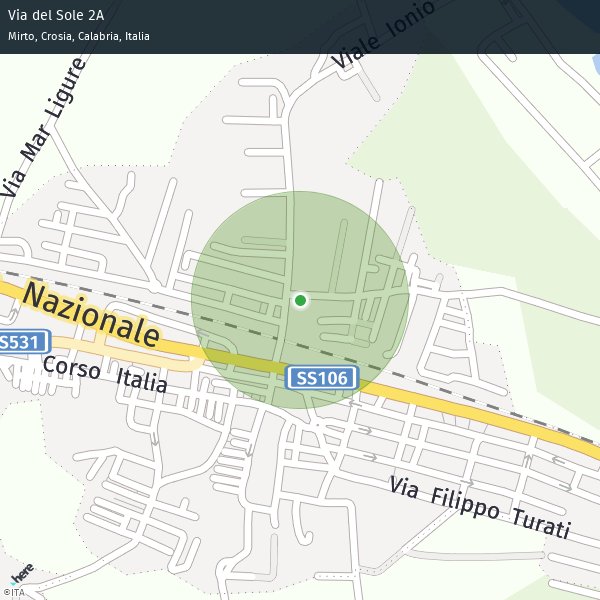 Via del Sole 2A
Mirto, Crosia, Calabria, Italia
Viale Ionio
Via Mar Ligure
Nazionale
S531
SS106
Corso Italia
Via Filippo Turati
here
©ITA